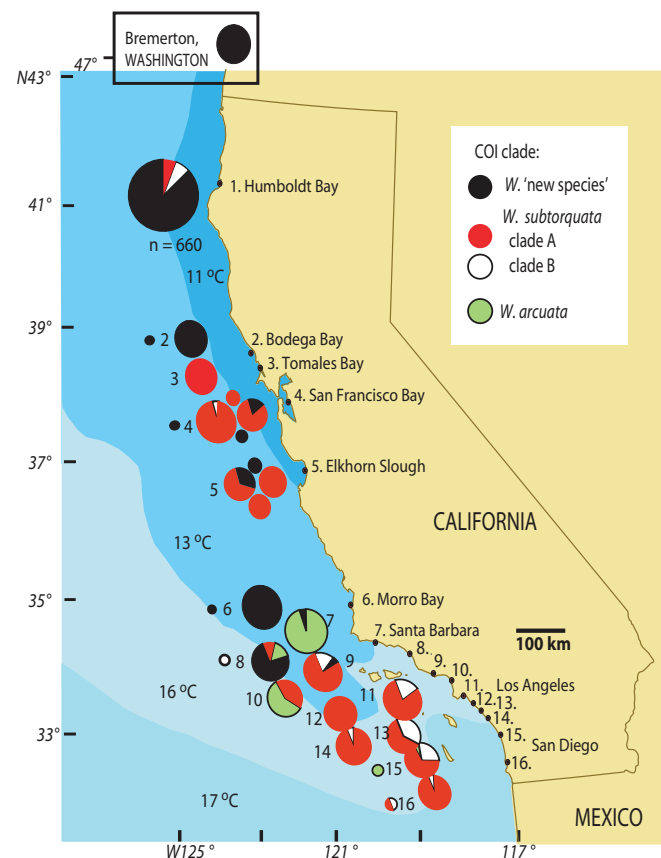 Bremerton,
WASHINGTON
47°
N43°
COI clade:
W. 'new species'
W. subtorquata
clade A
clade B
W. arcuata
1. Humboldt Bay
41°
n = 660
11 ºC
39°
2
2. Bodega Bay
3. Tomales Bay
3
4. San Francisco Bay
4
37°
5. Elkhorn Slough
5
CALIFORNIA
13 ºC
35°
6
7
6. Morro Bay
100 km
7. Santa Barbara
8
9
8.
9.
10.
16 ºC
10
11
11.
Los Angeles
12.
13.
12
14.
33°
14
13
15.
San Diego
15
16.
17 ºC
16
MEXICO
W125°
121°
117°